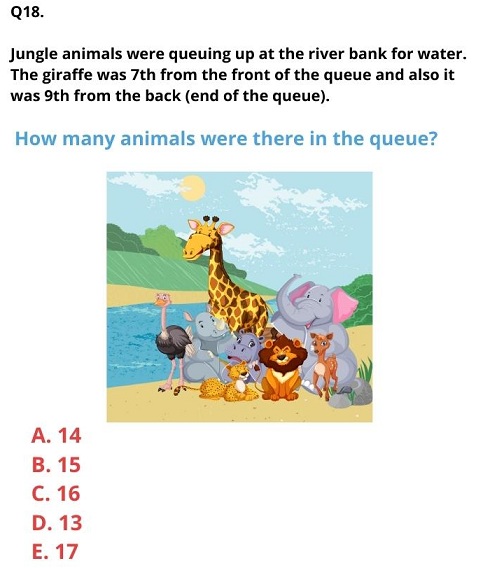 Q18.
Jungle animals were queuing up at the river bank for water.
The giraffe was 7th from the front of the queue and also it
was 9th from the back (end of the queue).
How many animals were there in the queue?
A. 14
B. 15
C. 16
D. 13
E. 17